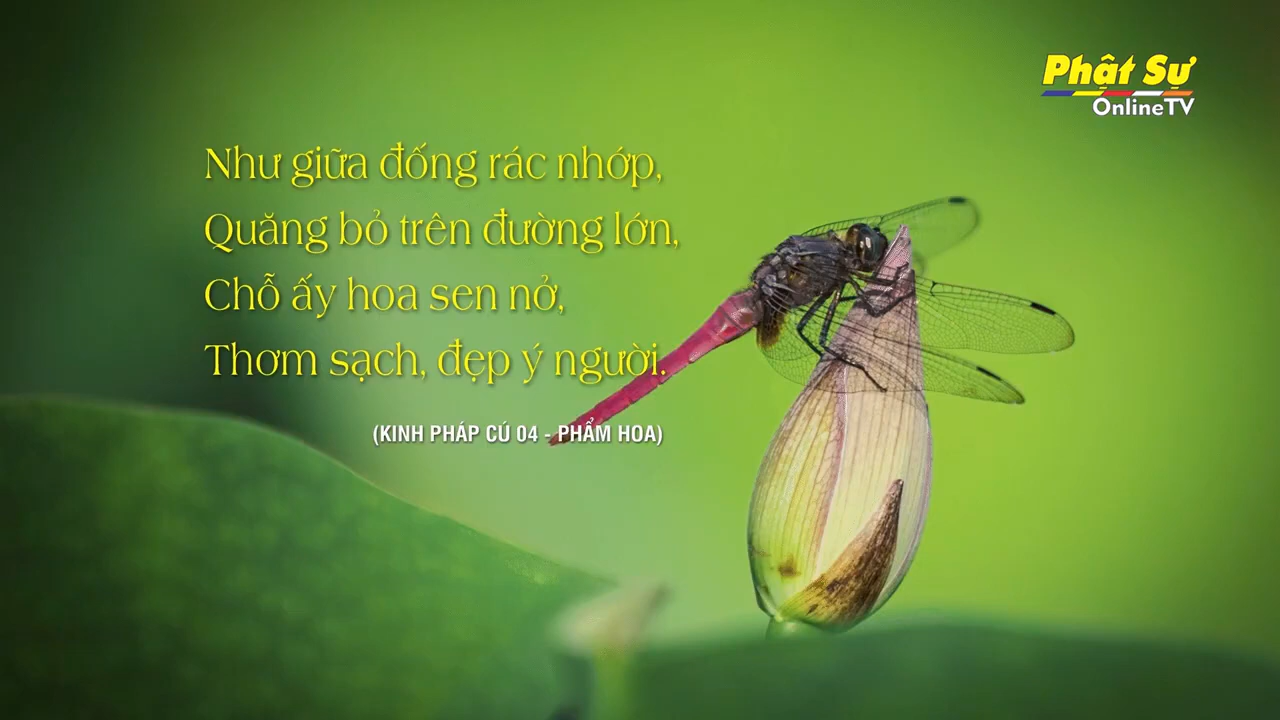 Phật Sự
OnlineTV
Như giữa đống rác nhớp,
Quăng bỏ trên đường lớn,
Chỗ ấy hoa sen nở,
Thơm sạch, đẹp ý người.
(KINH PHÁP CÚ 04 - PHẨM HOA)